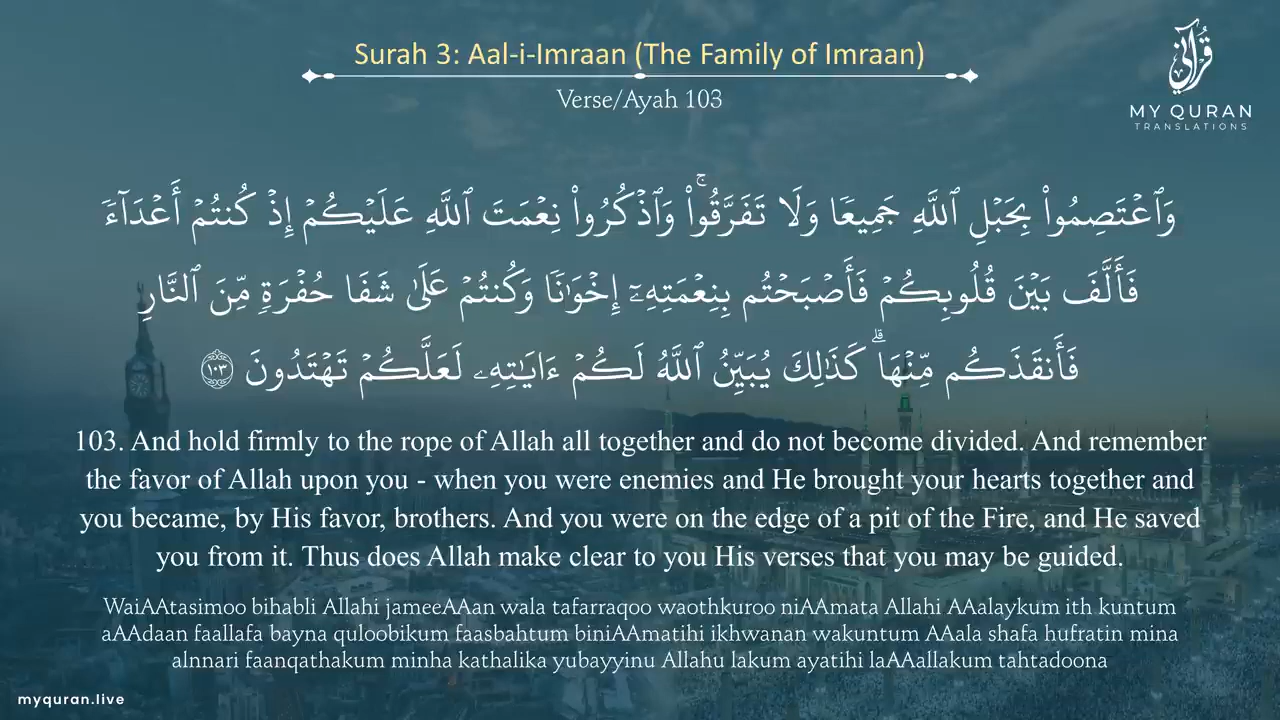 Surah 3: Aal-i-Imraan (The Family of Imraan)
Verse/Ayah 103
قرآني
MY QURAN
TRANSLATIONS
وَٱعْتَصِمُوا۟ بِحَبْلِ ٱللَّهِ جَمِيعًا وَلَا تَفَرَّقُوا۟ ۚ وَٱذْكُرُوا۟ نِعْمَتَ ٱللَّهِ عَلَيْكُمْ إِذْ كُنتُمْ أَعْدَآءً
فَأَلَّفَ بَيْنَ قُلُوبِكُمْ فَأَصْبَحْتُم بِنِعْمَتِهِۦٓ إِخْوَٰنًا وَكُنتُمْ عَلَىٰ شَفَا حُفْرَةٍ مِّنَ ٱلنَّارِ
فَأَنقَذَكُم مِّنْهَا ۗ كَذَٰلِكَ يُبَيِّنُ ٱللَّهُ لَكُمْ ءَايَـٰتِهِۦ لَعَلَّكُمْ تَهْتَدُونَ ١٠٣
103. And hold firmly to the rope of Allah all together and do not become divided. And remember
the favor of Allah upon you - when you were enemies and He brought your hearts together and
you became, by His favor, brothers. And you were on the edge of a pit of the Fire, and He saved
you from it. Thus does Allah make clear to you His verses that you may be guided.
WaiAAtasimoo bihabli Allahi jameeAAan wala tafarraqoo waothkuroo niAAmata Allahi AAalaykum ith kuntum
aAAdaan faallafa bayna quloobikum faasbahtum biniAAmatihi ikhwanan wakuntum AAala shafa hufratin mina
alnnari faanqathakum minha kathalika yubayyinu Allahu lakum ayatihi laAAallakum tahtadoona
myquran.live